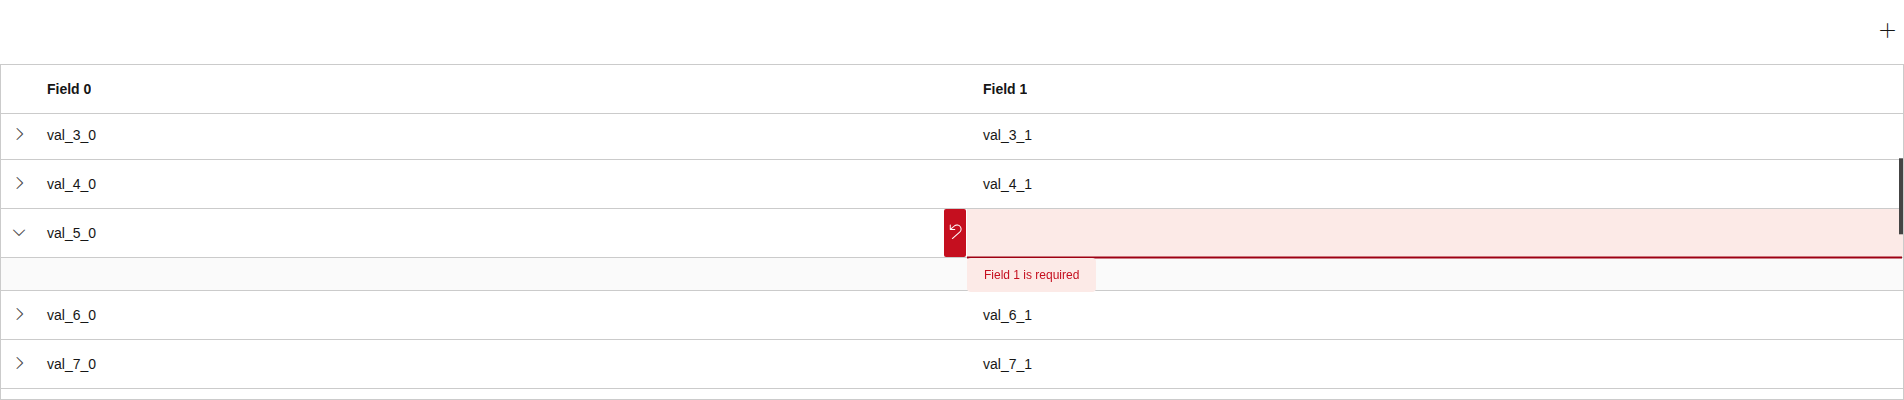 Field 0 Field 1
val_3_0 val_3_1
val_4_0 val_4_1
val_5_0
Field 1 is required
val_6_0 val_6_1
val_7_0 val_7_1